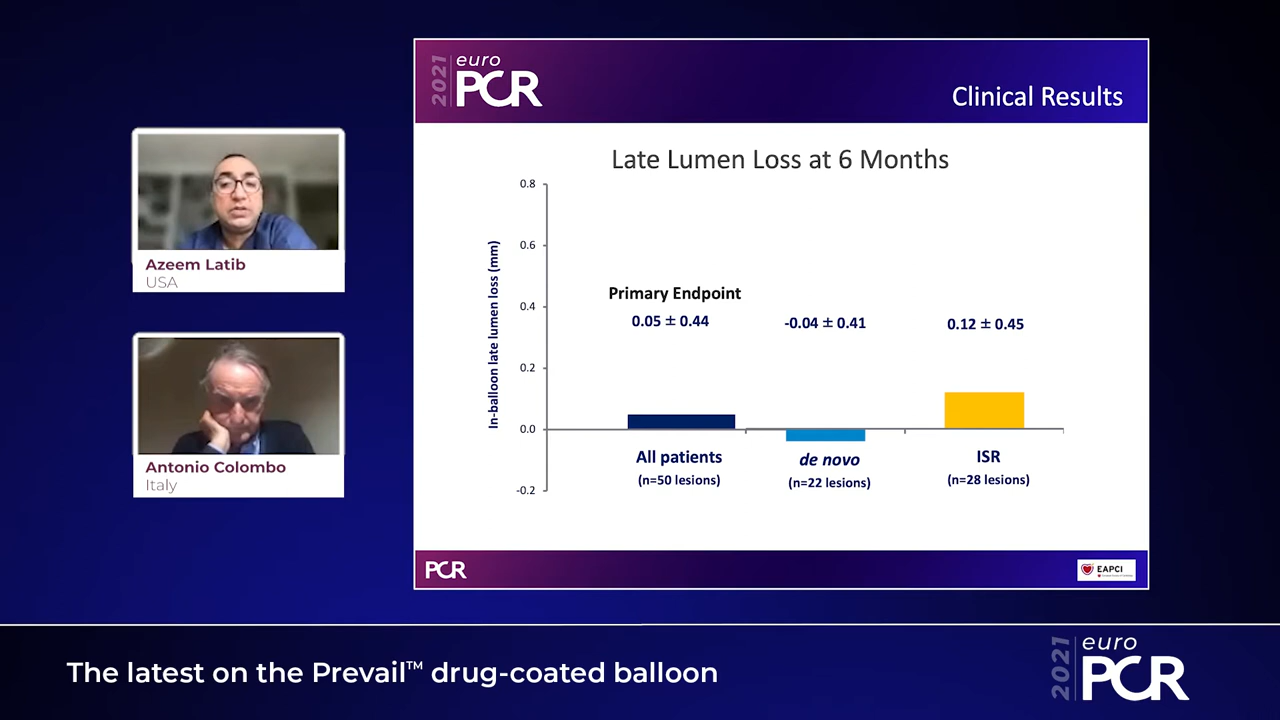 2021 euro
PCR
Clinical Results
Late Lumen Loss at 6 Months
In-balloon late lumen loss (mm)
0.8
0.6
0.4
0.2
0.0
-0.2
Primary Endpoint
0.05 ± 0.44
-0.04 ± 0.41
0.12 ± 0.45
All patients
(n=50 lesions)
de novo
(n=22 lesions)
ISR
(n=28 lesions)
PCR
EAPCI
Azeem Latib
USA
Antonio Colombo
Italy
The latest on the Prevail™ drug-coated balloon
2021 euro
PCR